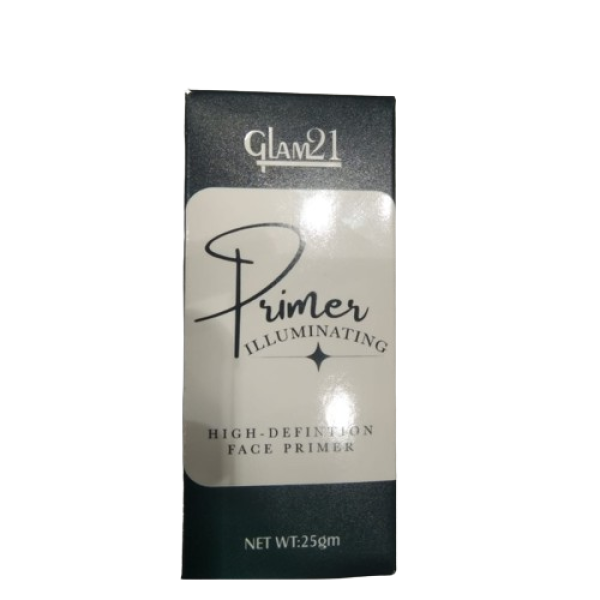 GLAM21
Primer
ILLUMINATING
HIGH-DEFINTION
FACE PRIMER
NET WT:25gm